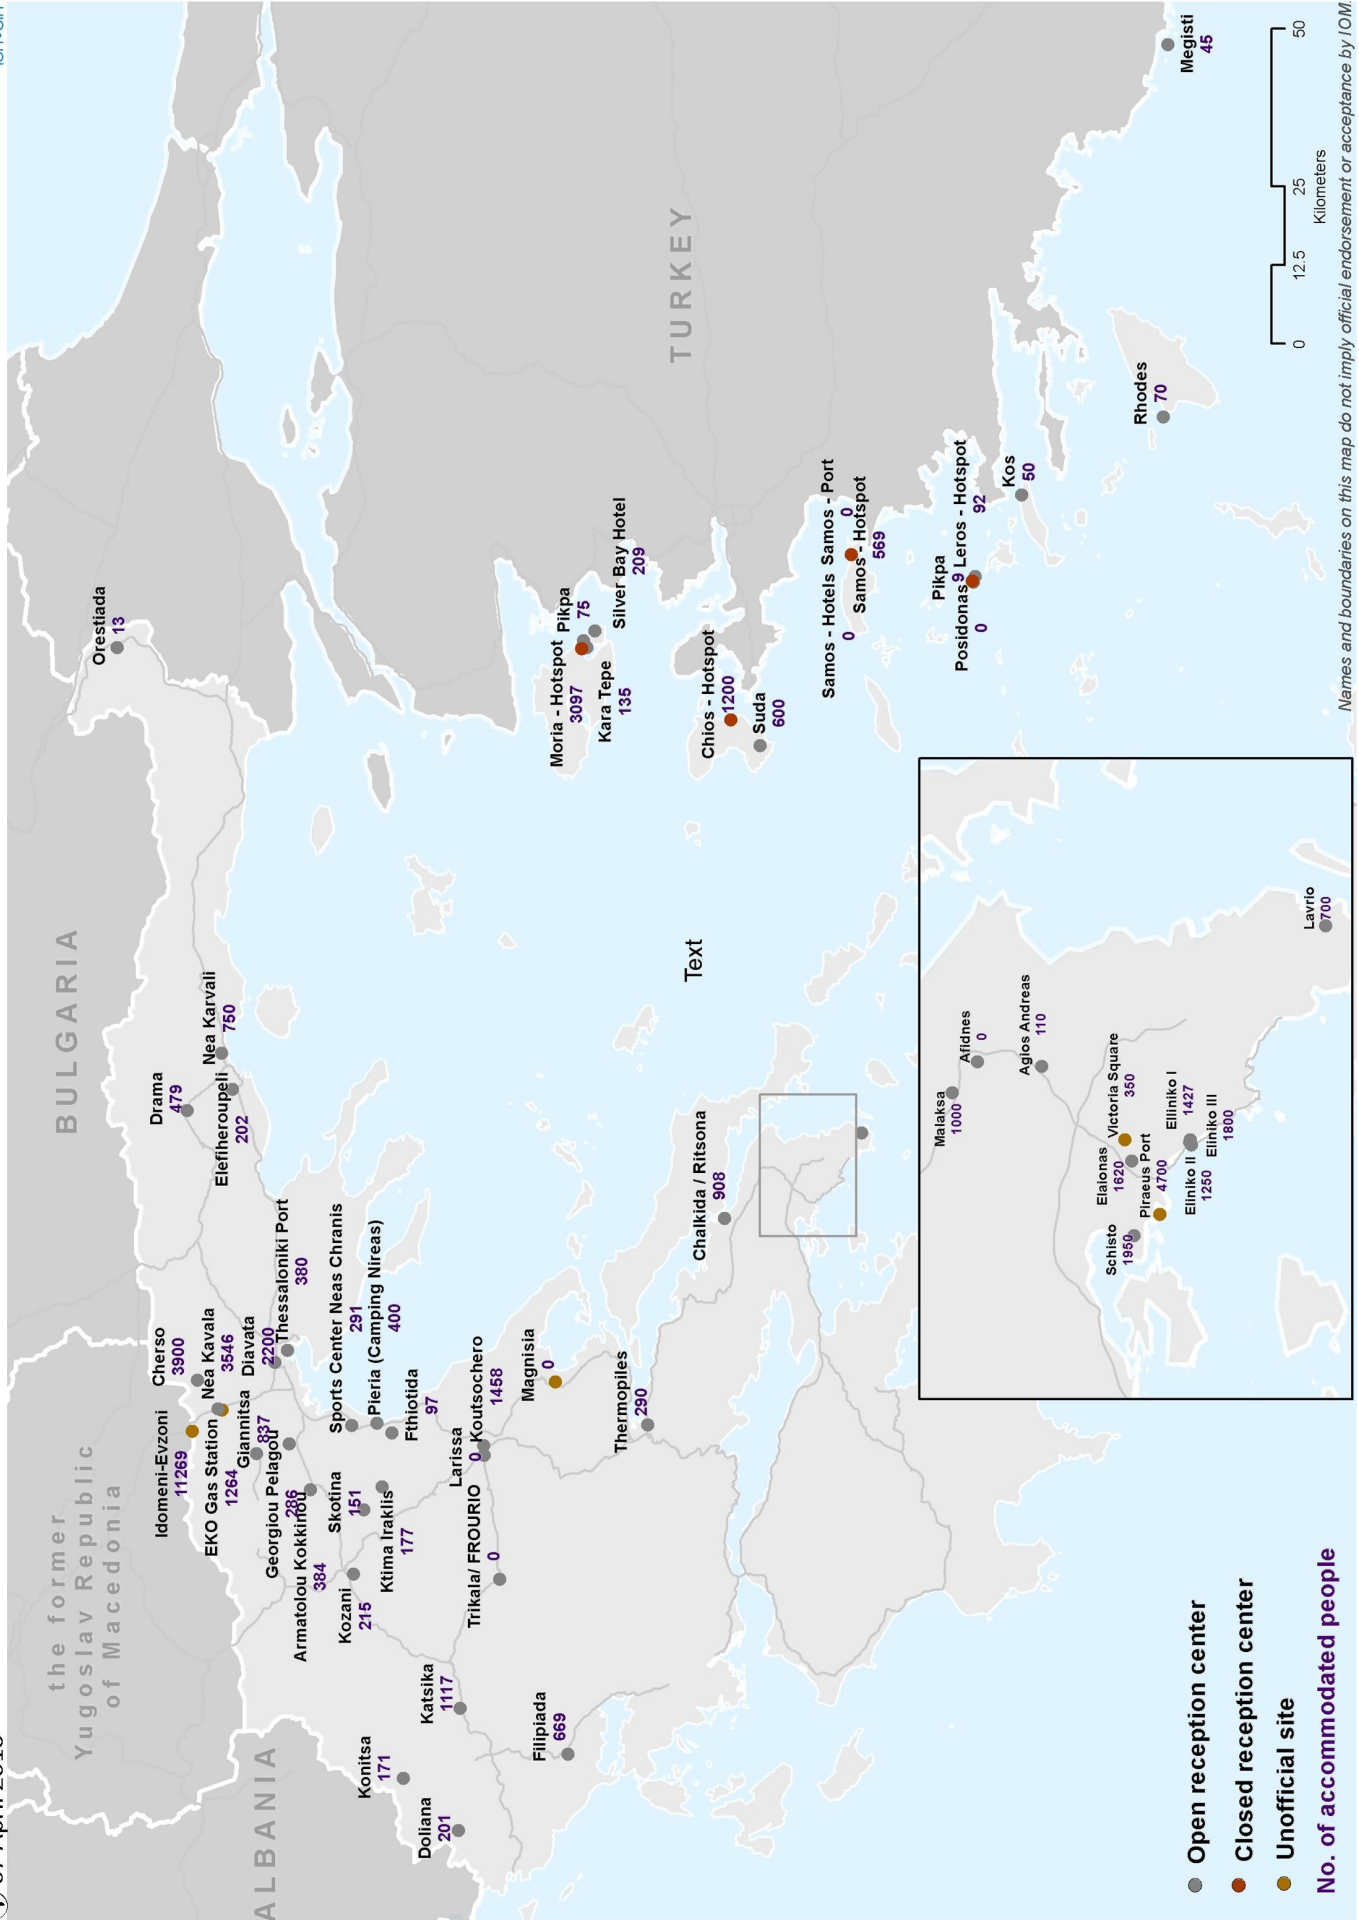 BULGARIA
the former
Yugoslav Republic
of Macedonia
ALBANIA
TURKEY
Orestiada
13
Drama
479
Nea Karvali
750
Elefiheroupeli
202
Cherso
3900
Idomeni-Evzoni
11269
Nea Kavala
3546
EKO Gas Station
1264
Diavata
2200
Thessaloniki Port
380
Giannitsa
837
Georgiou Pelagou
286
Armatolou Kokkinou
384
Sports Center Neas Chranis
291
Pieria (Camping Nireas)
400
Fthiotida
97
Skotina
151
Ktima Iraklis
177
Kozani
215
Konitsa
171
Doliana
201
Katsika
1117
Filipiada
669
Larissa
0
Koutsochero
1458
Trikala/ FROURIO
0
Magnisia
0
Thermopiles
290
Chalkida / Ritsona
908
Text
Moria - Hotspot
3097
Pikpa
75
Kara Tepe
135
Silver Bay Hotel
209
Chios - Hotspot
1200
Suda
600
Samos - Hotels
0
Samos - Port
0
Samos - Hotspot
569
Pikpa
9
Leros - Hotspot
92
Posidonas
0
Kos
50
Rhodes
70
Megisti
45
Malaksa
1000
Afidnes
0
Agios Andreas
110
Victoria Square
350
Elaionas
1620
Piraeus Port
4700
Schisto
1950
Elliniko I
1427
Eliniko II
1250
Eliniko III
1800
Lavrio
700
Open reception center
Closed reception center
Unofficial site
No. of accommodated people
0
12.5
25
50
Kilometers
Names and boundaries on this map do not imply official endorsement or acceptance by IOM.